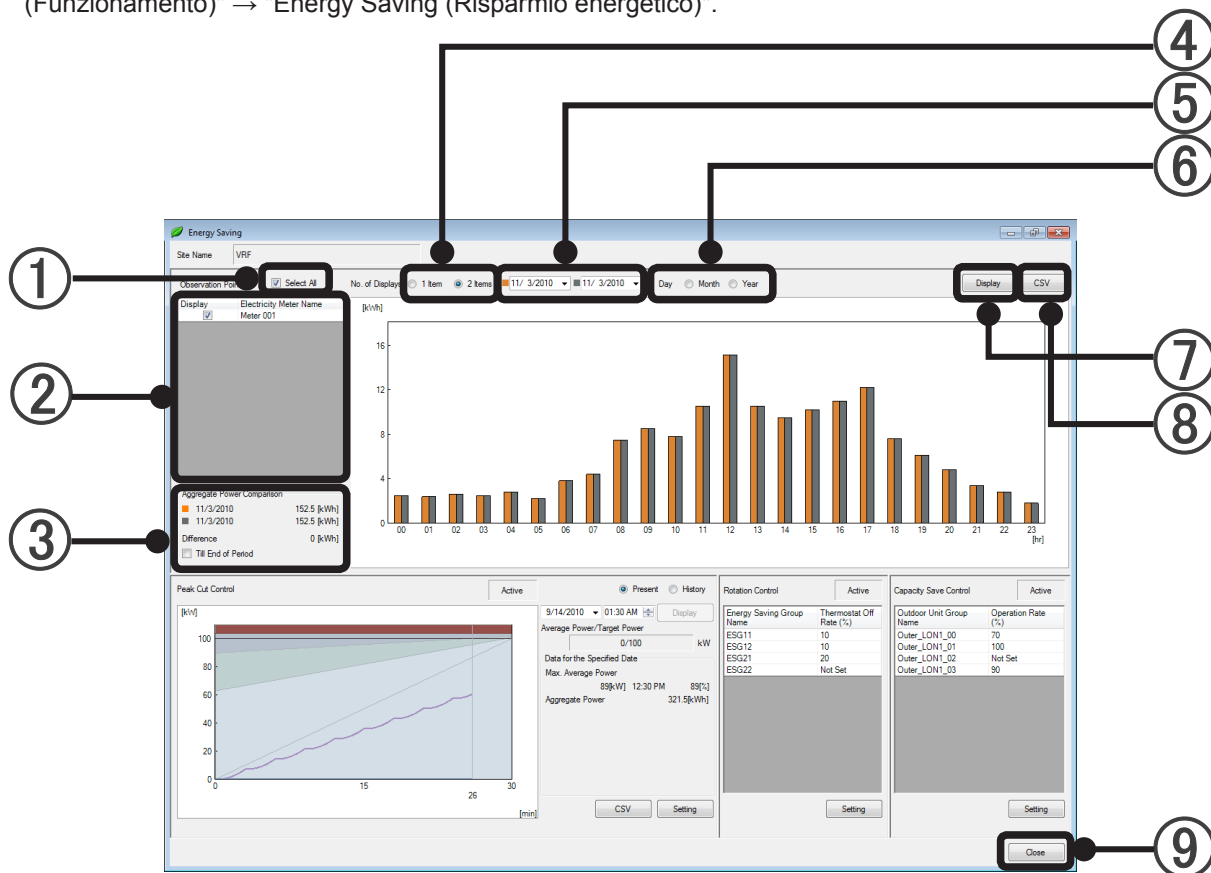 (Funzionamento)" → "Energy Saving (Risparmio energetico)".
④
⑤
⑥
Energy Saving
Site Name VRF
①
Observation Poi Select All No. of Displays 1 Item 2 Items 11/ 3/2010 11/ 3/2010 Day Month Year Display CSV
Display Electricity Meter Name
Meter 001
②
[kWh]
16
12
8
4
0
00 01 02 03 04 05 06 07 08 09 10 11 12 13 14 15 16 17 18 19 20 21 22 23
[hr]
⑦
⑧
③
Aggregate Power Comparison
11/3/2010 152.5 [kWh]
11/3/2010 152.5 [kWh]
Difference 0 [kWh]
Till End of Period
Peak Cut Control Active
[kW]
100
80
60
40
20
0
0 15 30
26
[min]
Present History
9/14/2010 01:30 AM Display
Average Power/Target Power
0/100 kW
Data for the Specified Date
Max. Average Power
89[kW] 12:30 PM 89[%]
Aggregate Power 321.5[kWh]
CSV Setting
Rotation Control Active
Energy Saving Group Name Thermostat Off Rate (%)
ESG11 10
ESG12 10
ESG21 20
ESG22 Not Set
Setting
Capacity Save Control Active
Outdoor Unit Group Name Operation Rate (%)
Outer_LON1_00 70
Outer_LON1_01 100
Outer_LON1_02 Not Set
Outer_LON1_03 90
Setting
Close
⑨